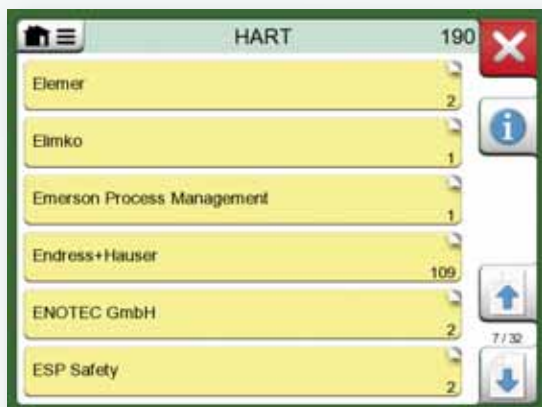 HART 190
Elemer
2
Elimko
1
Emerson Process Management
1
Endress+Hauser
109
ENOTEC GmbH
2
7 / 32
ESP Safety
2